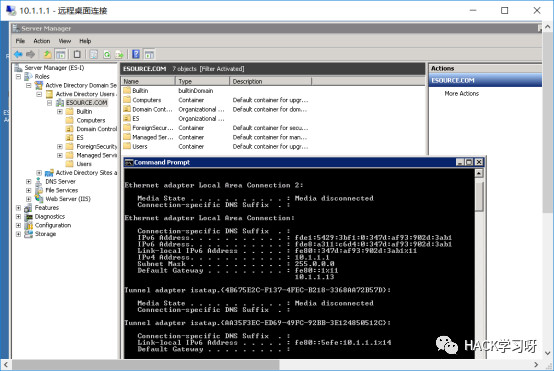 10.1.1.1 - 远程桌面连接
Server Manager
File Action View Help
Server Manager (ES-I)
Roles
Active Directory Domain Se
Active Directory Users
ESOURCE.COM
Builtin
Computers
Domain Control
ES
ForeignSecurit
Managed Servic
Users
Active Directory Sites a
DNS Server
File Services
Web Server (IIS)
Features
Diagnostics
Configuration
Storage
ESOURCE.COM 7 objects [Filter Activated]
Name Type Description
Builtin builtinDomain
Computers Container Default container for upgr...
Domain Cont... Organizational ... Default container for dom...
ES Organizational ...
ForeignSecur... Container Default container for secu...
Managed Ser... Container Default container for man...
Users Container Default container for upgr...
Actions
ESOURCE.COM
More Actions
Command Prompt
Ethernet adapter Local Area Connection 2:
Media State . . . . . . . . . . . : Media disconnected
Connection-specific DNS Suffix . :
Ethernet adapter Local Area Connection:
Connection-specific DNS Suffix . :
IPv6 Address. . . . . . . . . . . : fde1:5429:3bf1:0:347d:af93:902d:3ab1
IPv6 Address. . . . . . . . . . . : fde8:a311:c6d4:0:347d:af93:902d:3ab1
Link-local IPv6 Address . . . . . : fe80::347d:af93:902d:3ab1%11
IPv4 Address. . . . . . . . . . . : 10.1.1.1
Subnet Mask . . . . . . . . . . . : 255.0.0.0
Default Gateway . . . . . . . . . : fe80::1%11
10.1.1.13
Tunnel adapter isatap.{4B675E2C-F137-4FEC-B218-3368AA72B57D}:
Media State . . . . . . . . . . . : Media disconnected
Connection-specific DNS Suffix . :
Tunnel adapter isatap.{AA35F3EC-ED69-49FC-92BB-3E124850512C}:
Connection-specific DNS Suffix . :
Link-local IPv6 Address . . . . . : fe80::5efe:10.1.1.1%14
Default Gateway . . . . . . . . . :
HACK学习呀